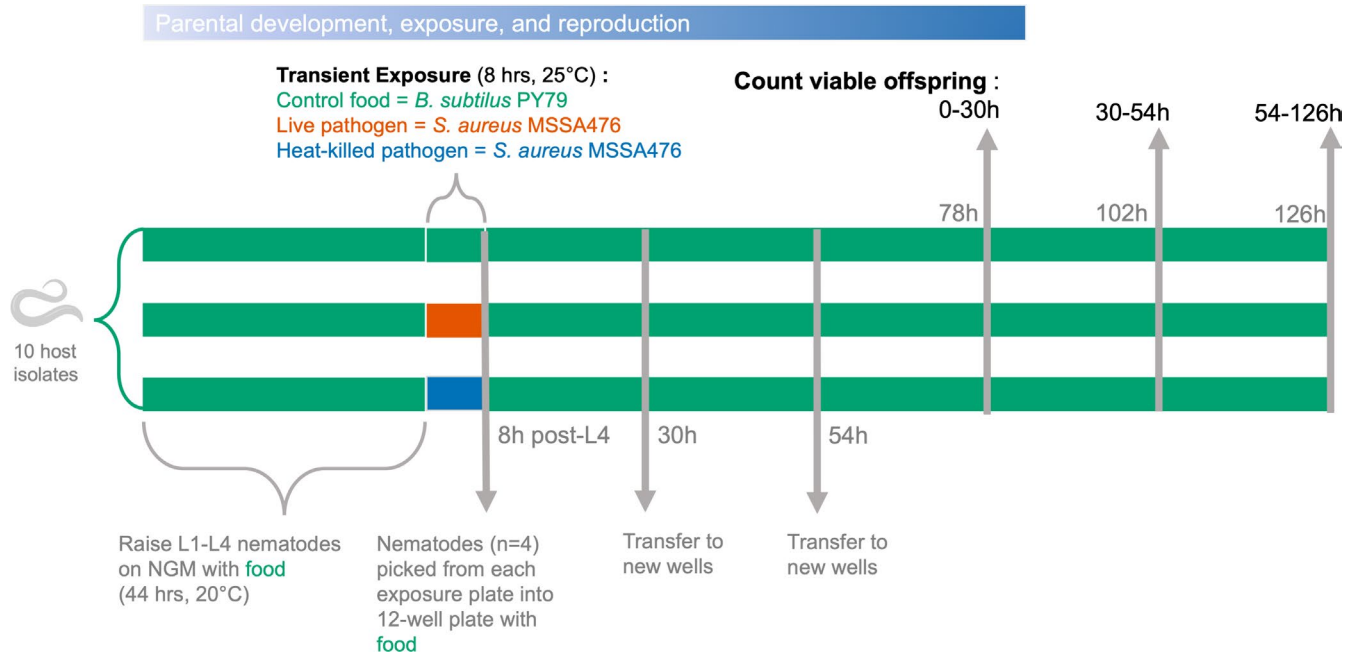 Parental development, exposure, and reproduction
Transient Exposure (8 hrs, 25°C) :
Control food = B. subtilus PY79
Live pathogen = S. aureus MSSA476
Heat-killed pathogen = S. aureus MSSA476
Count viable offspring :
0-30h
30-54h
54-126h
78h
102h
126h
10 host
isolates
8h post-L4
30h
54h
Raise L1-L4 nematodes
on NGM with food
(44 hrs, 20°C)
Nematodes (n=4)
picked from each
exposure plate into
12-well plate with
food
Transfer to
new wells
Transfer to
new wells